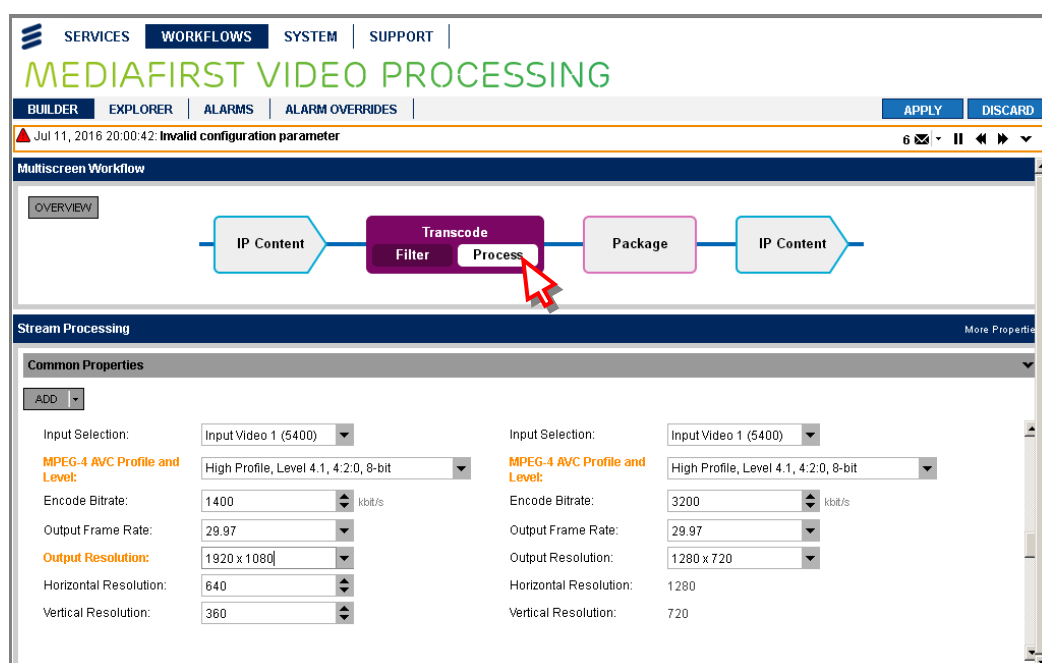 SERVICES WORKFLOWS SYSTEM SUPPORT
MEDIAFIRST VIDEO PROCESSING
BUILDER EXPLORER ALARMS ALARM OVERRIDES APPLY DISCARD
Jul 11, 2016 20:00:42: Invalid configuration parameter 6
Multiscreen Workflow
OVERVIEW
IP Content Transcode Filter Process Package IP Content
Stream Processing More Propertie
Common Properties
ADD
Input Selection: Input Video 1 (5400) Input Selection: Input Video 1 (5400)
MPEG-4 AVC Profile and Level: High Profile, Level 4.1, 4:2:0, 8-bit MPEG-4 AVC Profile and Level: High Profile, Level 4.1, 4:2:0, 8-bit
Encode Bitrate: 1400 kbit/s Encode Bitrate: 3200 kbit/s
Output Frame Rate: 29.97 Output Frame Rate: 29.97
Output Resolution: 1920 x 1080 Output Resolution: 1280 x 720
Horizontal Resolution: 640 Horizontal Resolution: 1280
Vertical Resolution: 360 Vertical Resolution: 720